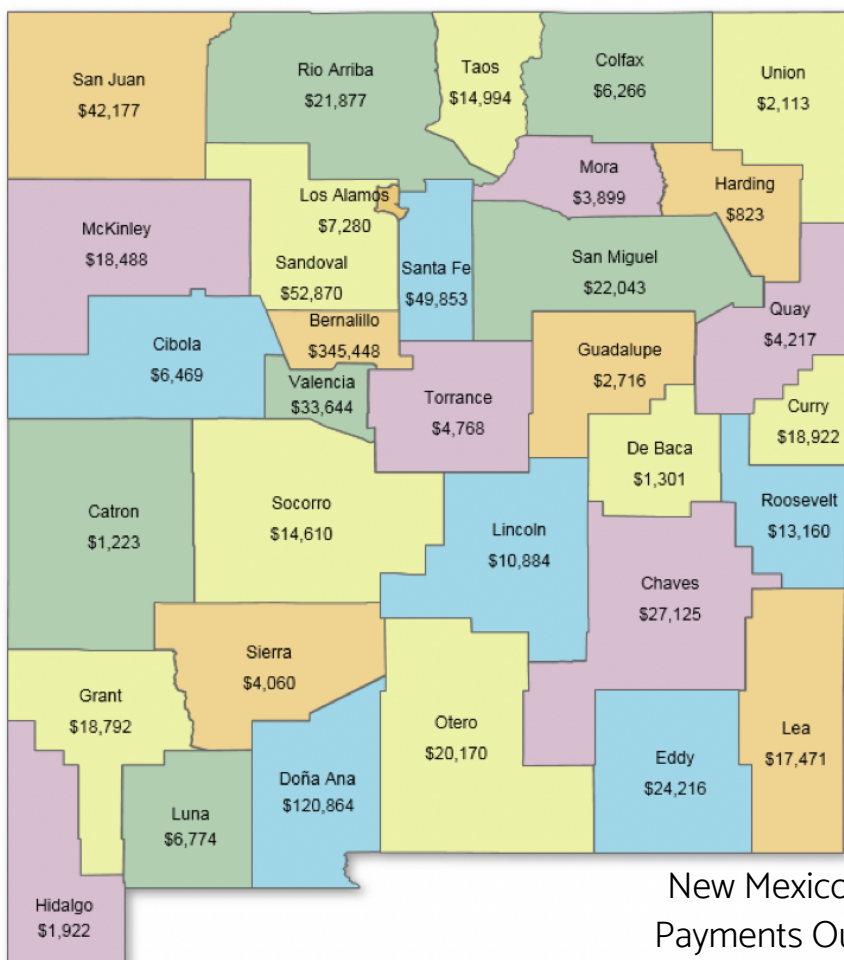 San Juan
$42,177
Rio Arriba
$21,877
Taos
$14,994
Colfax
$6,266
Union
$2,113
McKinley
$18,488
Los Alamos
$7,280
Sandoval
$52,870
Santa Fe
$49,853
Mora
$3,899
Harding
$823
San Miguel
$22,043
Quay
$4,217
Cibola
$6,469
Bernalillo
$345,448
Valencia
$33,644
Torrance
$4,768
Guadalupe
$2,716
De Baca
$1,301
Curry
$18,922
Roosevelt
$13,160
Catron
$1,223
Socorro
$14,610
Lincoln
$10,884
Chaves
$27,125
Sierra
$4,060
Grant
$18,792
Otero
$20,170
Lea
$17,471
Eddy
$24,216
Doña Ana
$120,864
Luna
$6,774
Hidalgo
$1,922
New Mexico
Payments Ou